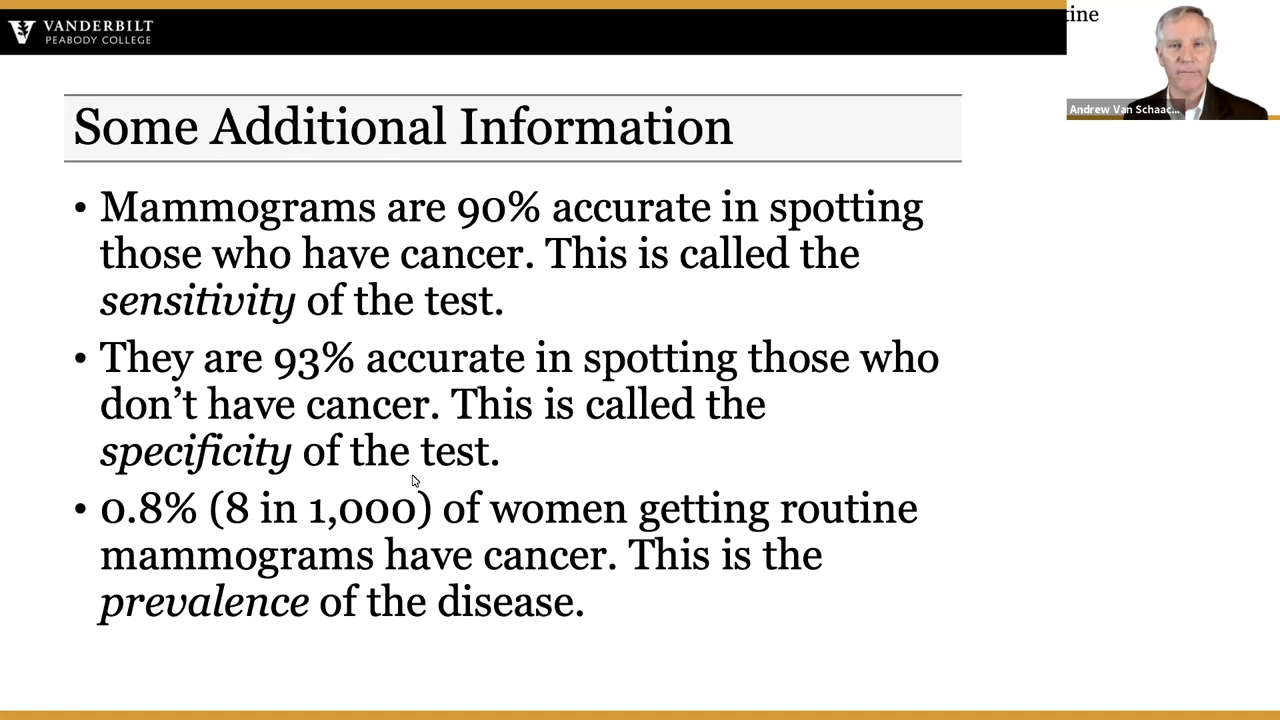 VANDERBILT
PEABODY COLLEGE
tine
Andrew Van Schaac...
Some Additional Information
• Mammograms are 90% accurate in spotting
those who have cancer. This is called the
sensitivity of the test.
• They are 93% accurate in spotting those who
don’t have cancer. This is called the
specificity of the test.
• 0.8% (8 in 1,000) of women getting routine
mammograms have cancer. This is the
prevalence of the disease.